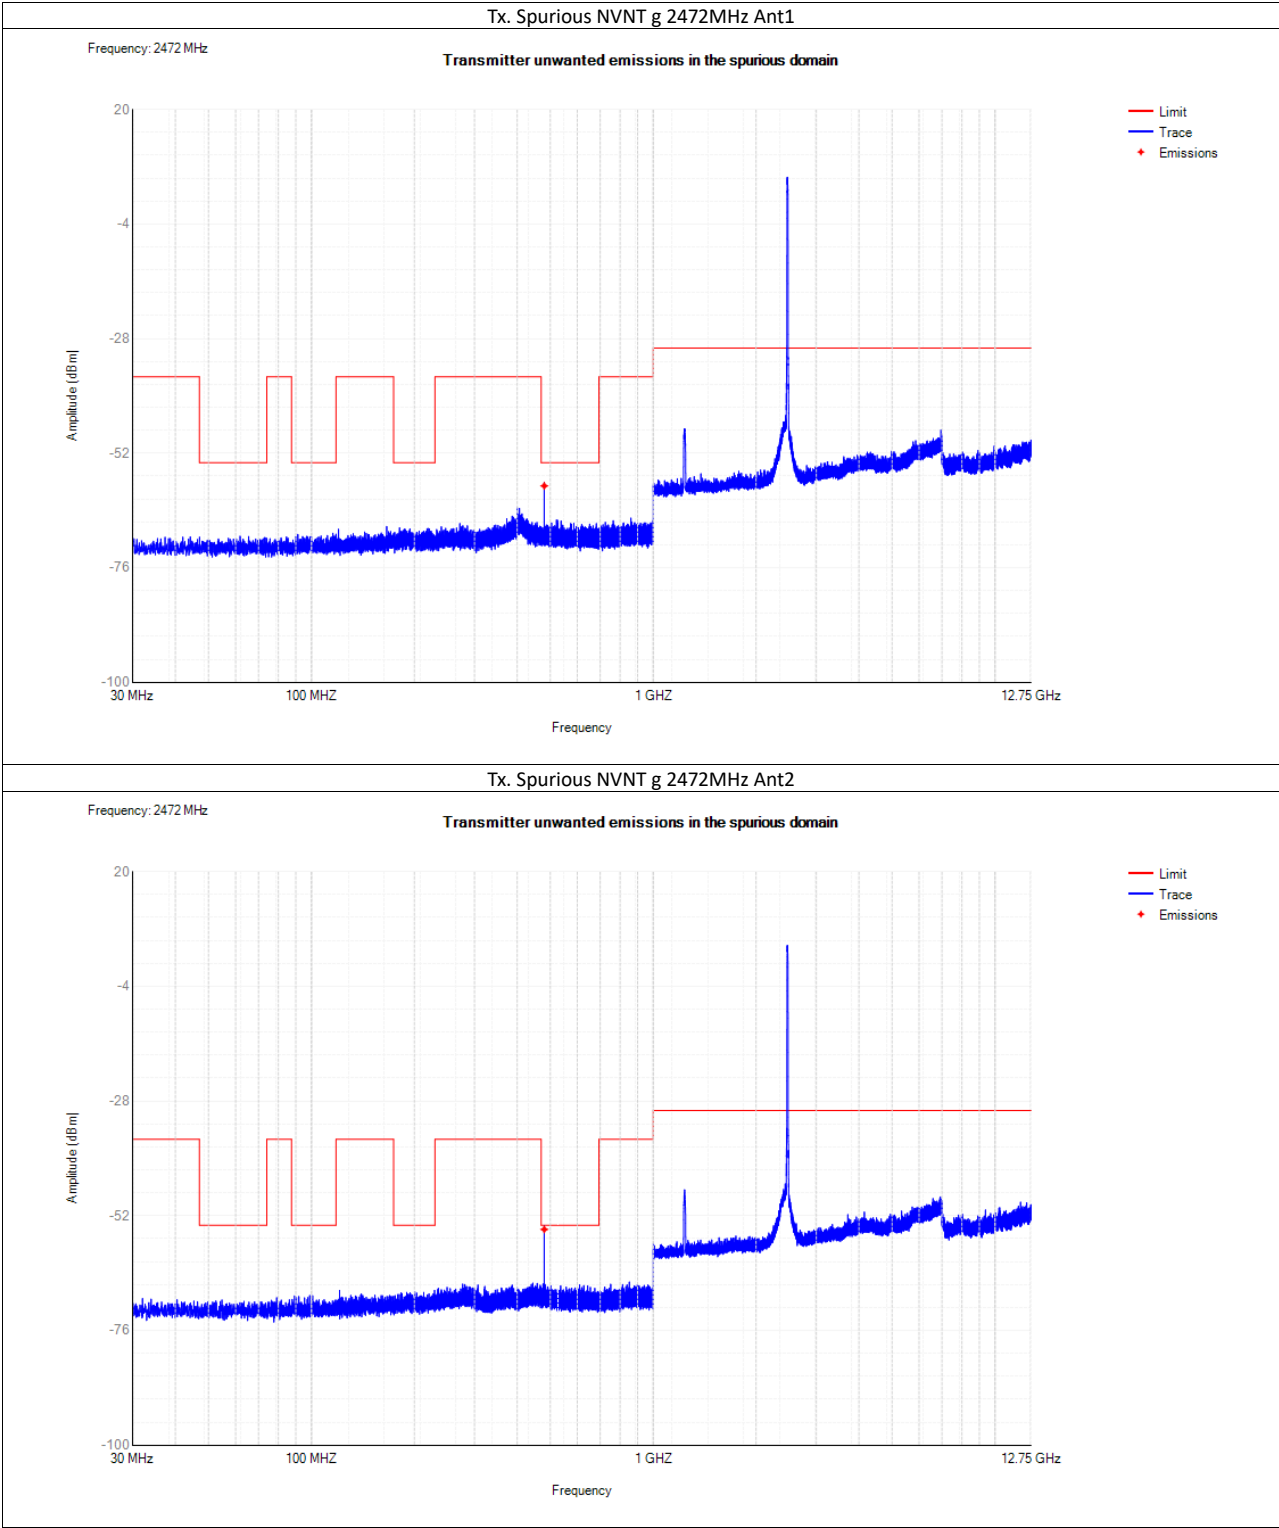 Tx. Spurious NVNT g 2472MHz Ant1
Frequency: 2472 MHz
Transmitter unwanted emissions in the spurious domain
Limit
Trace
Emissions
20
-4
-28
-52
-76
-100
Amplitude [dBm]
30 MHz 100 MHZ 1 GHZ 12.75 GHz
Frequency
Tx. Spurious NVNT g 2472MHz Ant2
Frequency: 2472 MHz
Transmitter unwanted emissions in the spurious domain
Limit
Trace
Emissions
20
-4
-28
-52
-76
-100
Amplitude [dBm]
30 MHz 100 MHZ 1 GHZ 12.75 GHz
Frequency